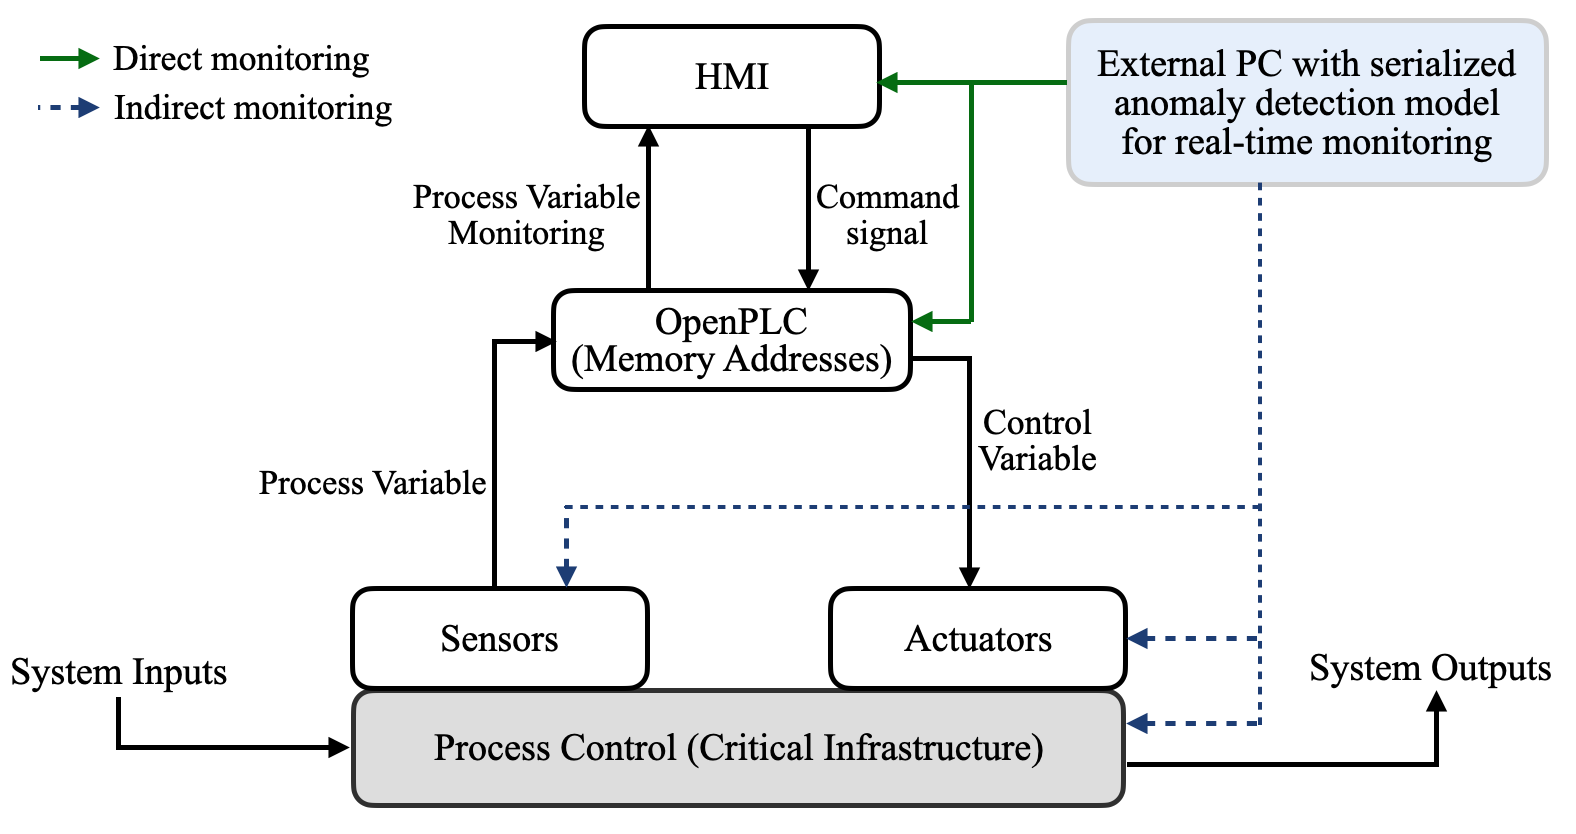 Direct monitoring
Indirect monitoring
HMI
External PC with serialized
anomaly detection model
for real-time monitoring
Process Variable
Monitoring
Command
signal
OpenPLC
(Memory Addresses)
Control
Variable
Process Variable
Sensors
Actuators
System Inputs
System Outputs
Process Control (Critical Infrastructure)